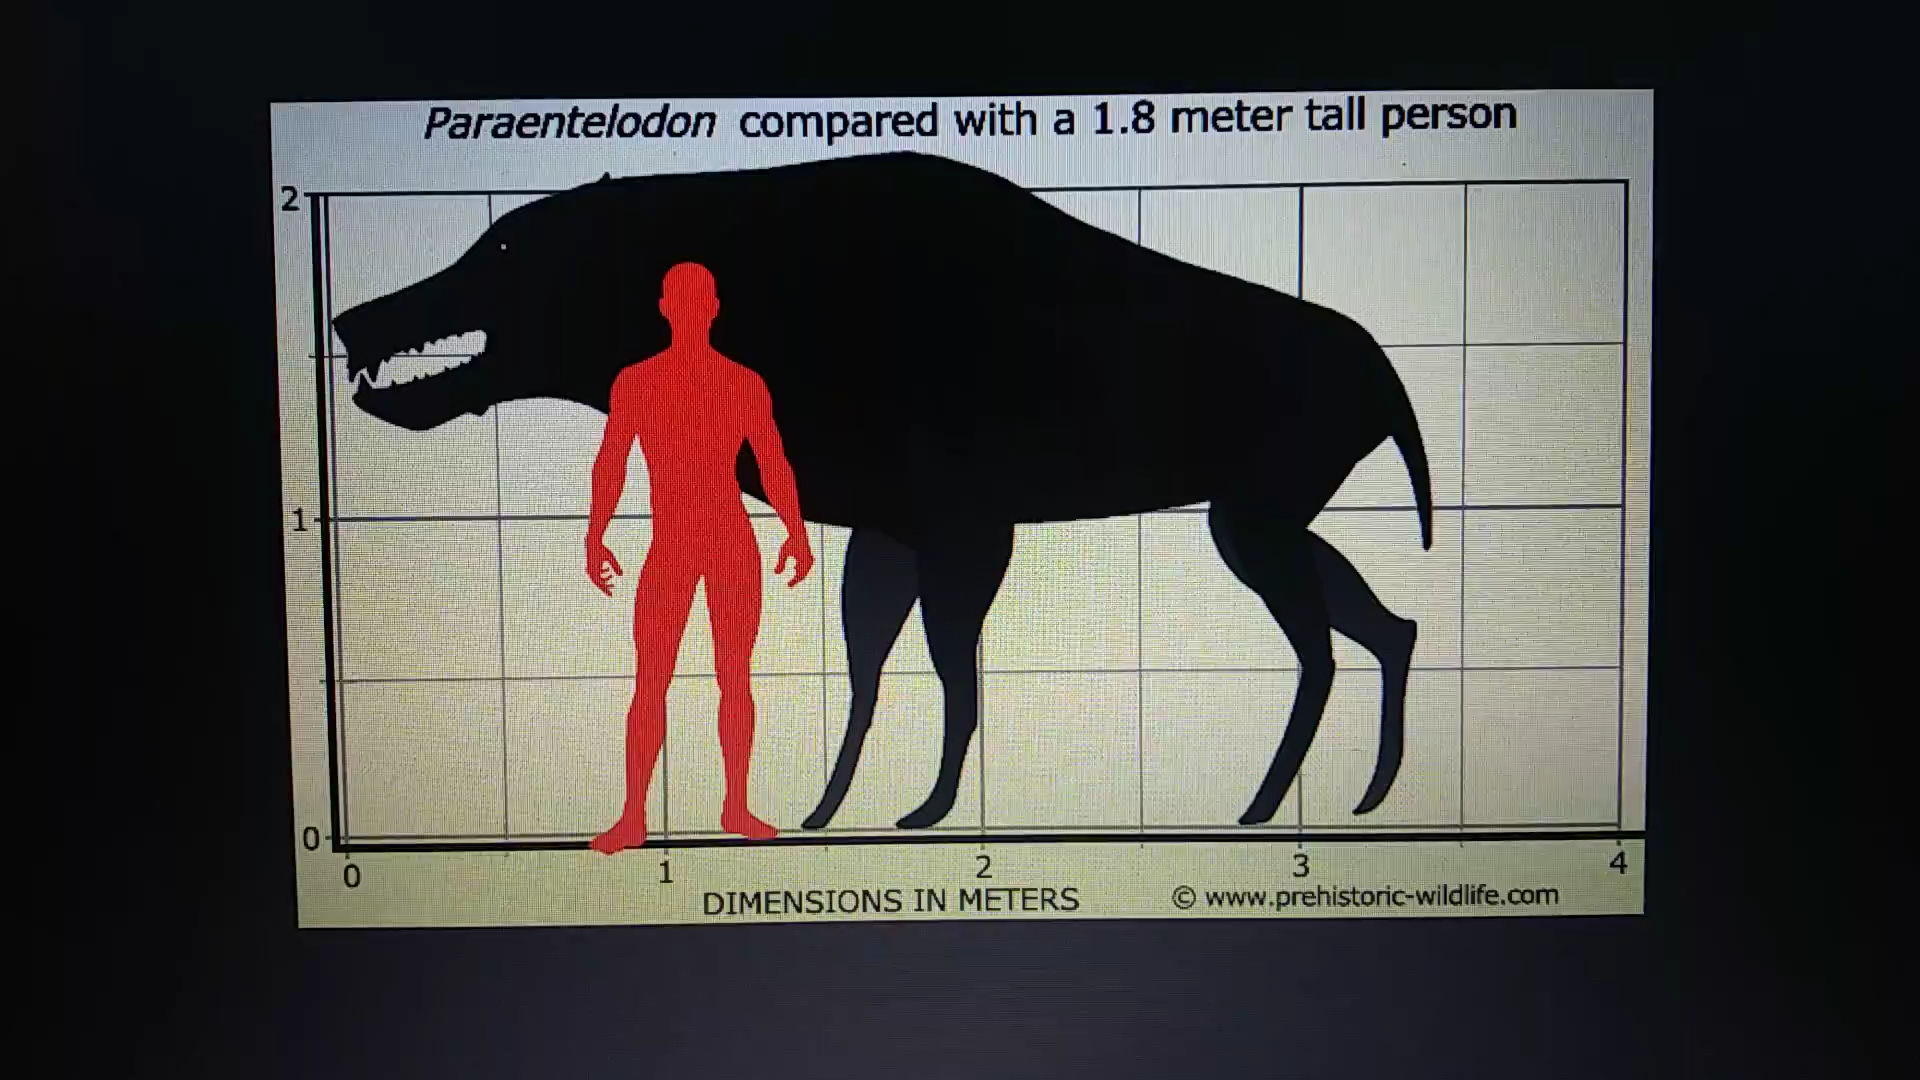 Paraentelodon compared with a 1.8 meter tall person
2
1
0
0 1 2 3 4
DIMENSIONS IN METERS © www.prehistoric-wildlife.com